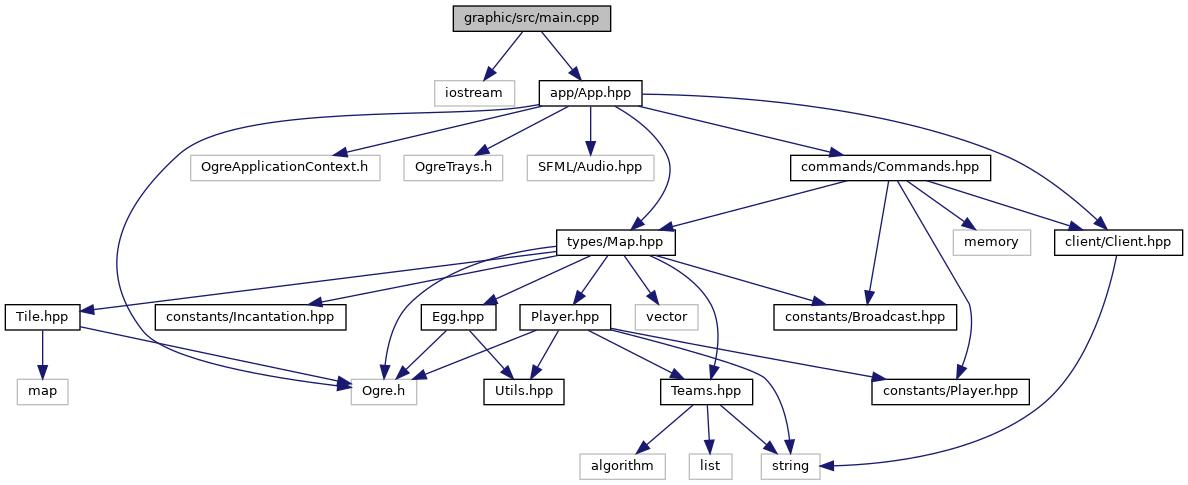 graphic/src/main.cpp
iostream
app/App.hpp
OgreApplicationContext.h
OgreTrays.h
SFML/Audio.hpp
commands/Commands.hpp
types/Map.hpp
memory
client/Client.hpp
Tile.hpp
constants/Incantation.hpp
Egg.hpp
Player.hpp
vector
constants/Broadcast.hpp
map
Ogre.h
Utils.hpp
Teams.hpp
constants/Player.hpp
algorithm
list
string